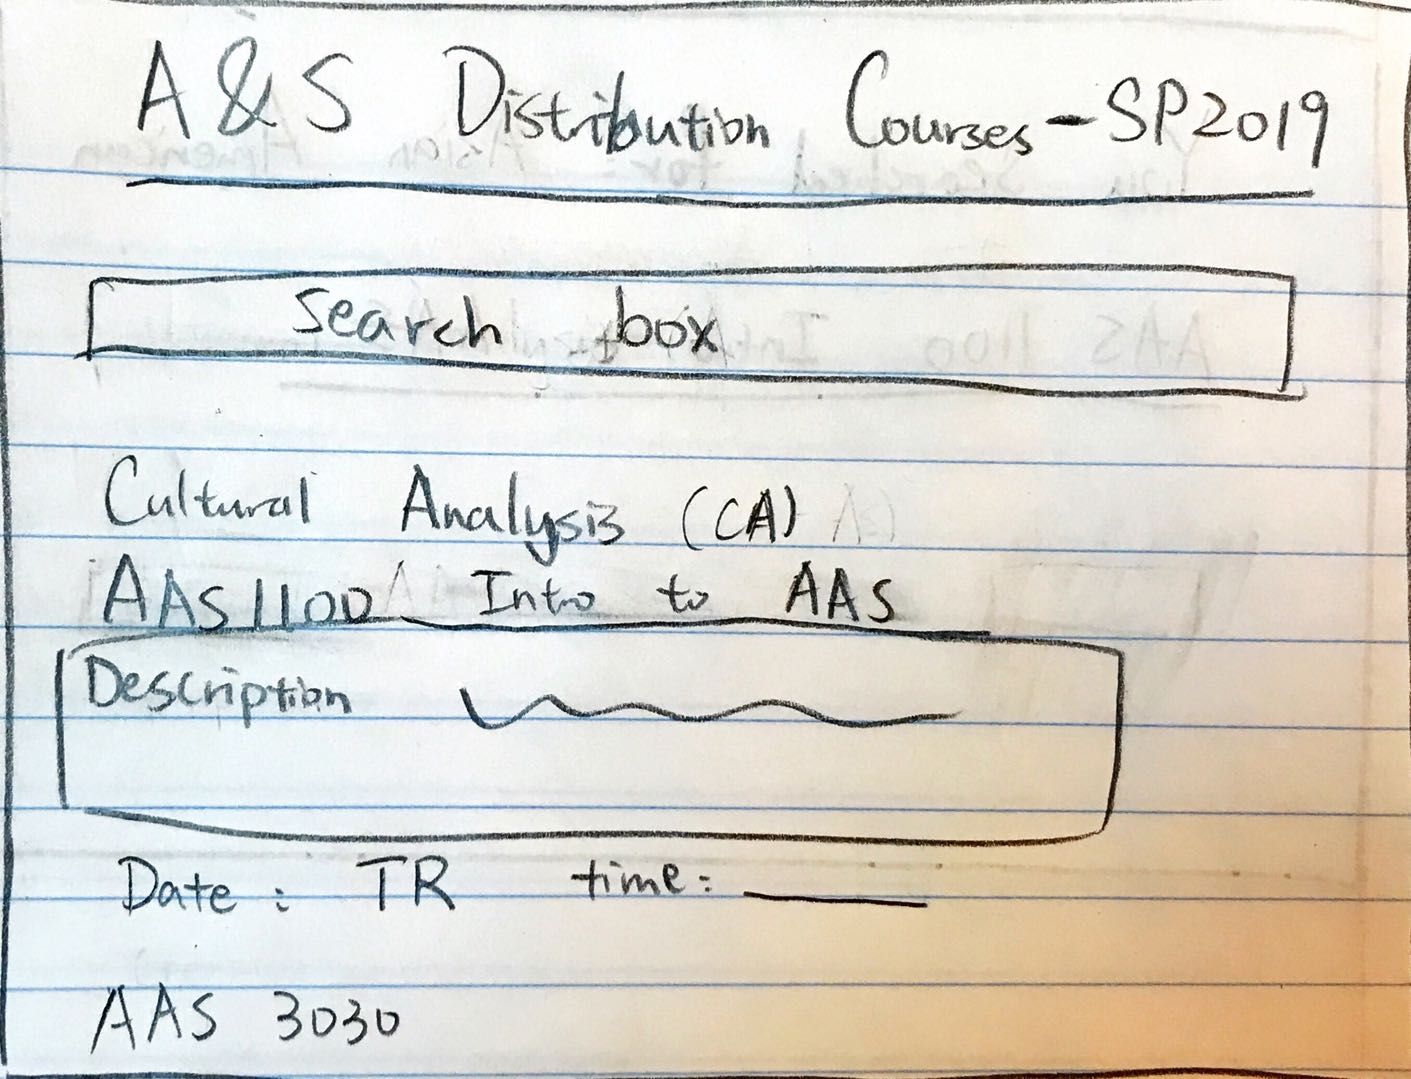 A&S Distribution Courses - SP2019
Search box
Cultural Analysis (CA)
AAS 1100 Intro to AAS
Description
Date: TR time:
AAS 3030